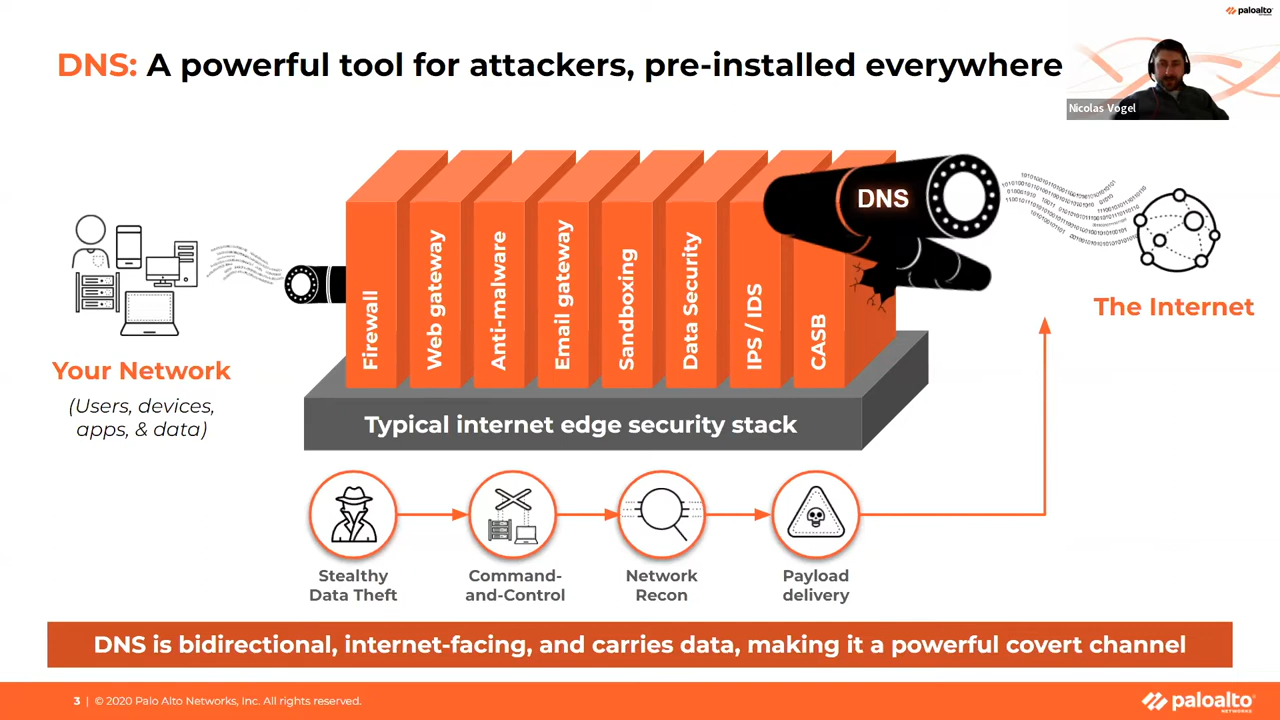 paloalto
NETWORKS
DNS: A powerful tool for attackers, pre-installed everywhere
Nicolas Vogel
DNS
Firewall
Web gateway
Anti-malware
Email gateway
Sandboxing
Data Security
IPS / IDS
CASB
The Internet
Your Network
(Users, devices,
apps, & data)
Typical internet edge security stack
Stealthy
Data Theft
Command-
and-Control
Network
Recon
Payload
delivery
DNS is bidirectional, internet-facing, and carries data, making it a powerful covert channel
3 | © 2020 Palo Alto Networks, Inc. All rights reserved.
paloalto
NETWORKS